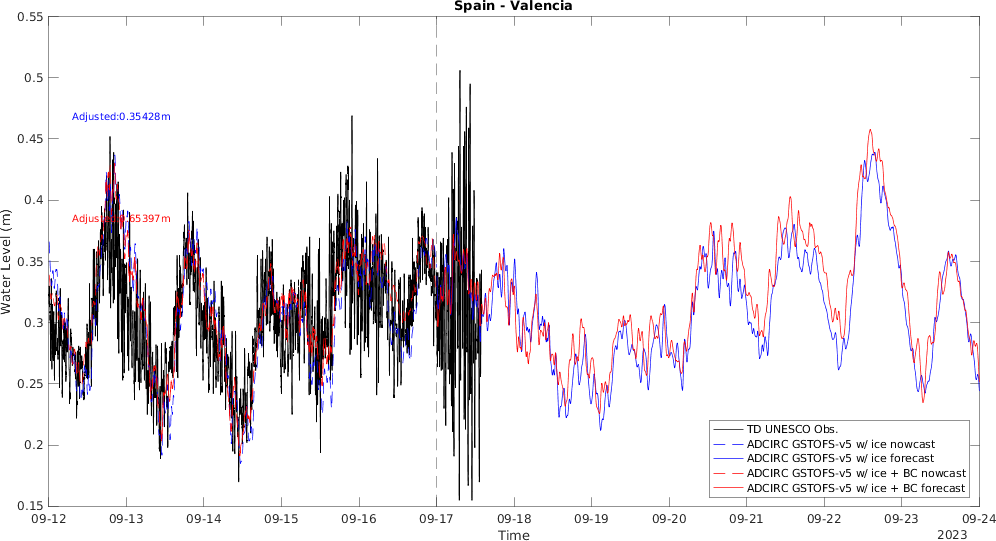 Spain - Valencia
0.55
0.5
0.45
0.4
0.35
0.3
0.25
0.2
0.15
Water Level (m)
Adjusted:0.35428m
TD UNESCO Obs.
ADCIRC GSTOFS-v5 w/ ice nowcast
ADCIRC GSTOFS-v5 w/ ice forecast
ADCIRC GSTOFS-v5 w/ ice + BC nowcast
ADCIRC GSTOFS-v5 w/ ice + BC forecast
09-12
09-13
09-14
09-15
09-16
09-17
09-18
09-19
09-20
09-21
09-22
09-23
09-24
Time
2023